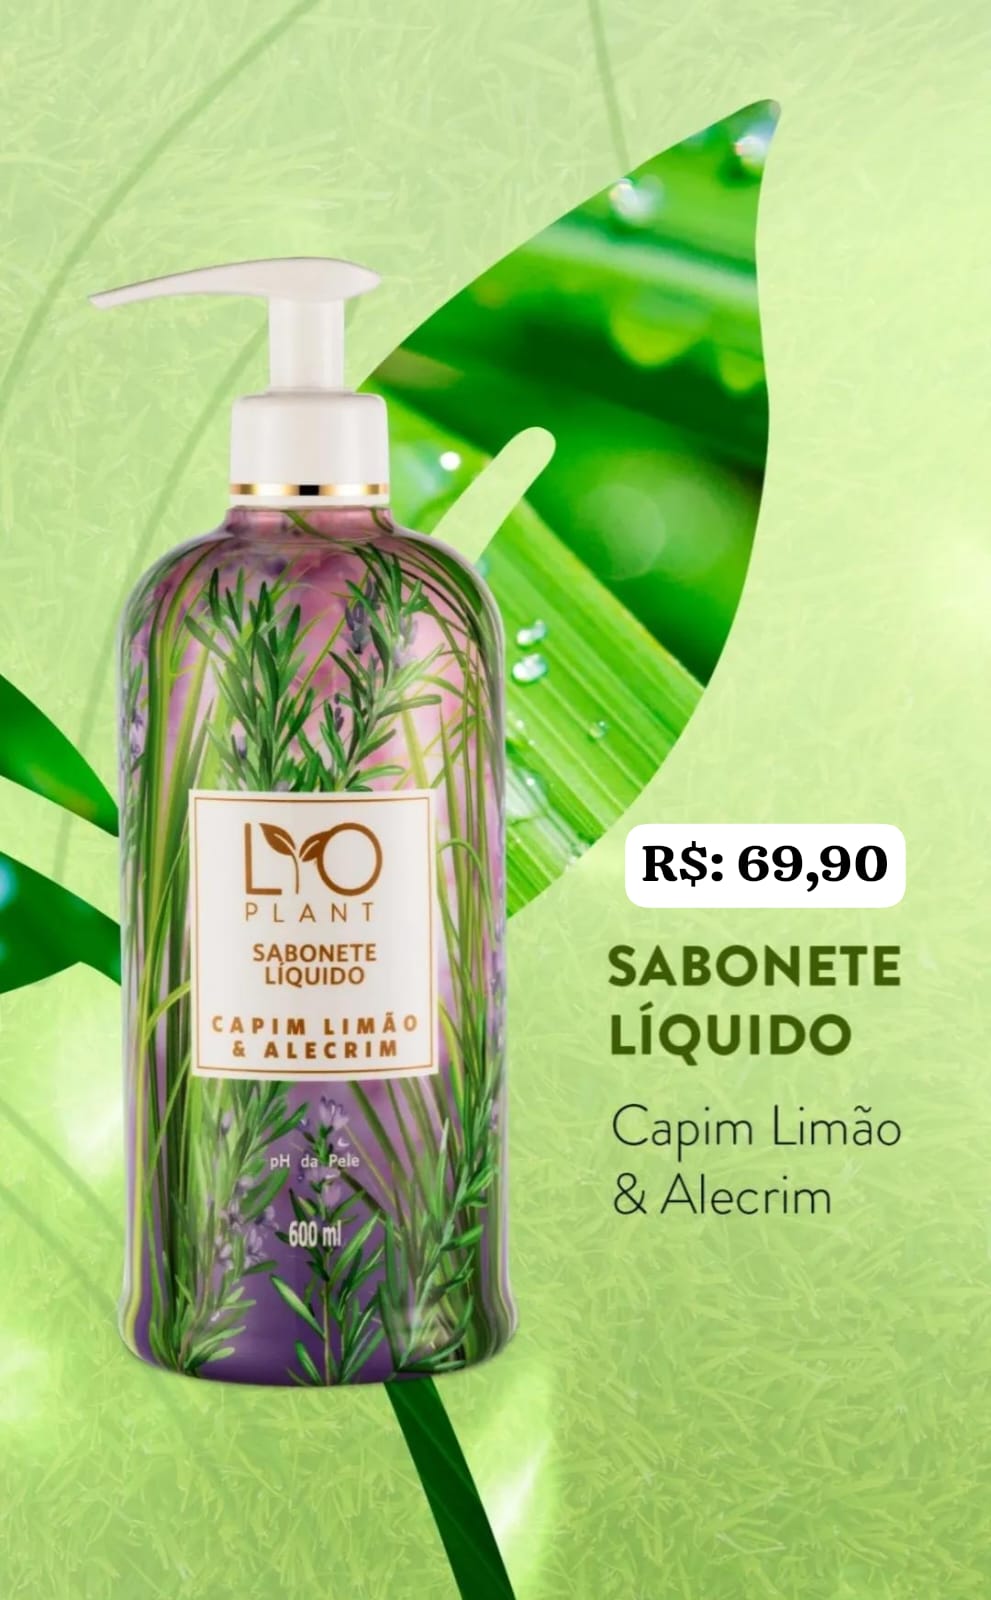 LYO
PLANT
SABONETE
LÍQUIDO
CAPIM LIMÃO
& ALECRIM
pH da Pele
600 ml
R$: 69,90
SABONETE
LÍQUIDO
Capim Limão
& Alecrim